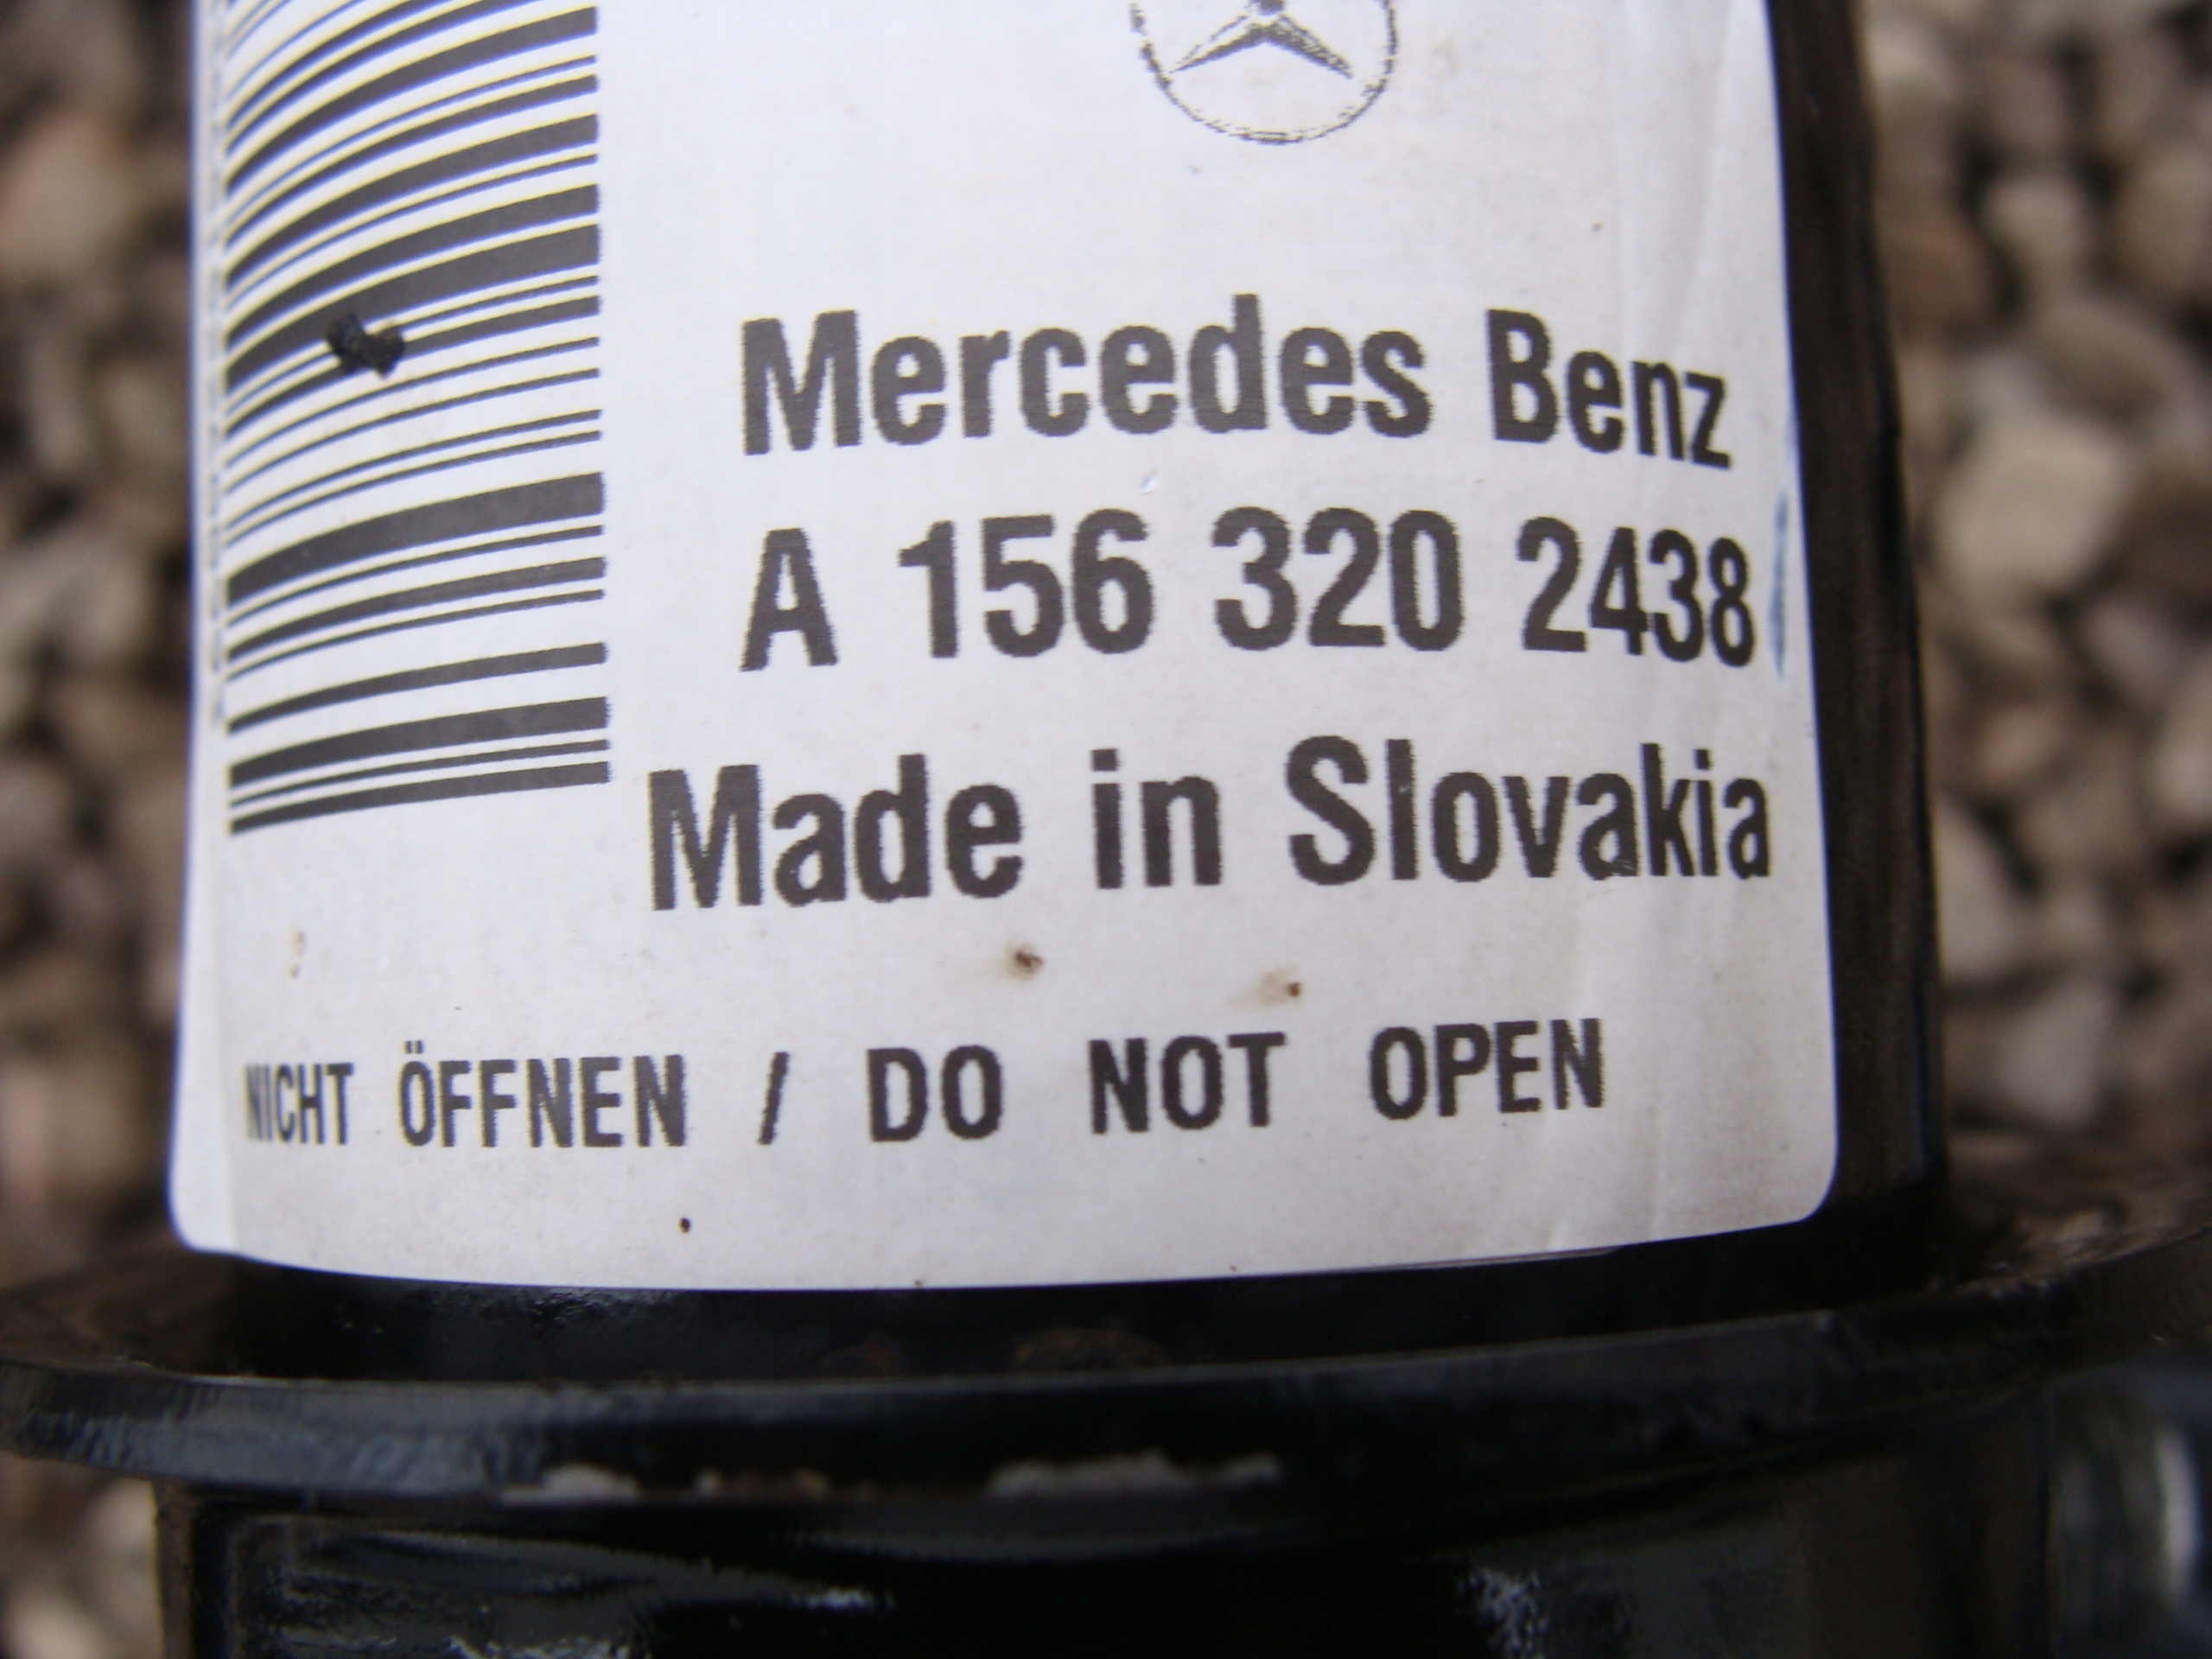 Mercedes Benz
A 156 320 2438
Made in Slovakia
NICHT ÖFFNEN / DO NOT OPEN